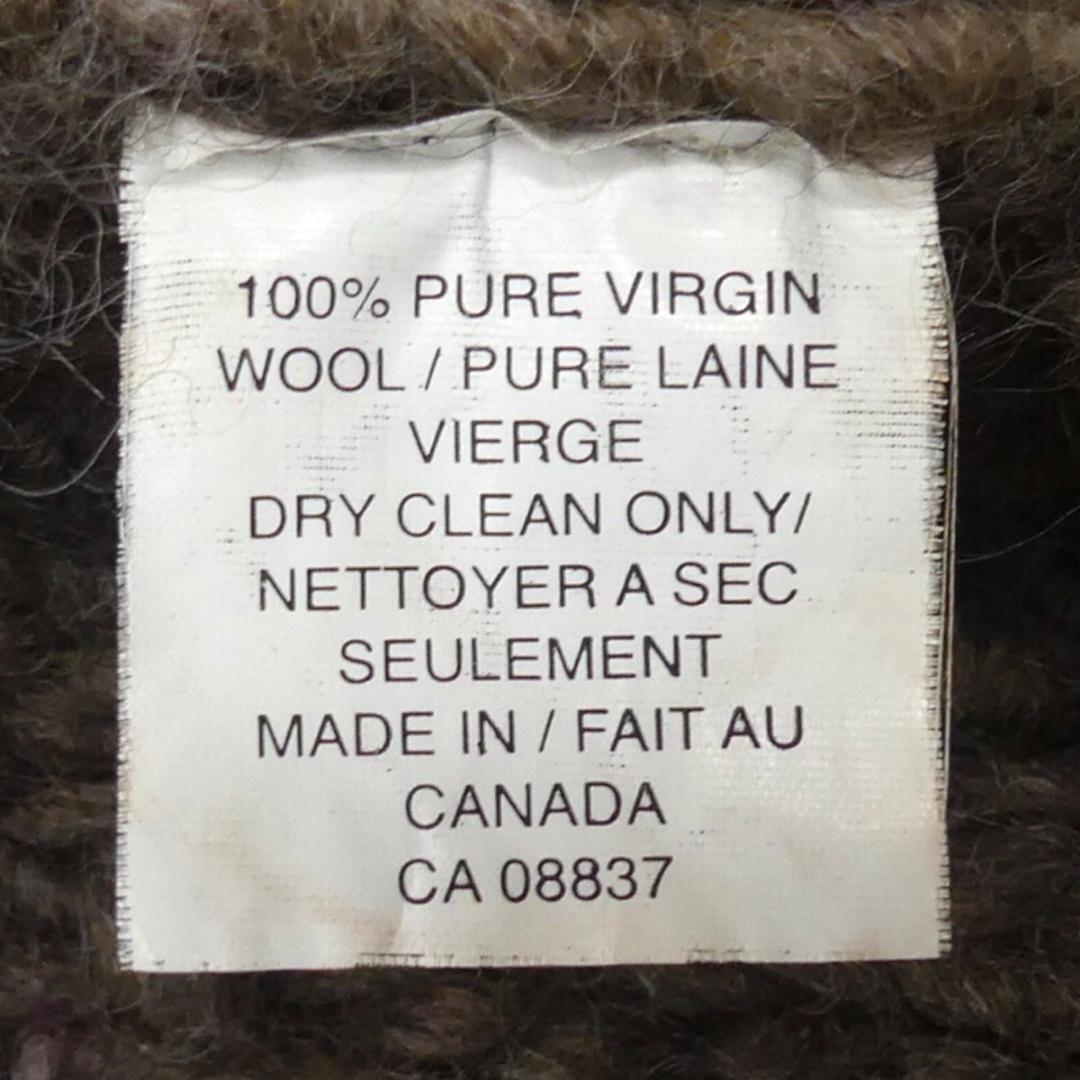 100% PURE VIRGIN
WOOL / PURE LAINE
VIERGE
DRY CLEAN ONLY/
NETTOYER A SEC
SEULEMENT
MADE IN / FAIT AU
CANADA
CA 08837